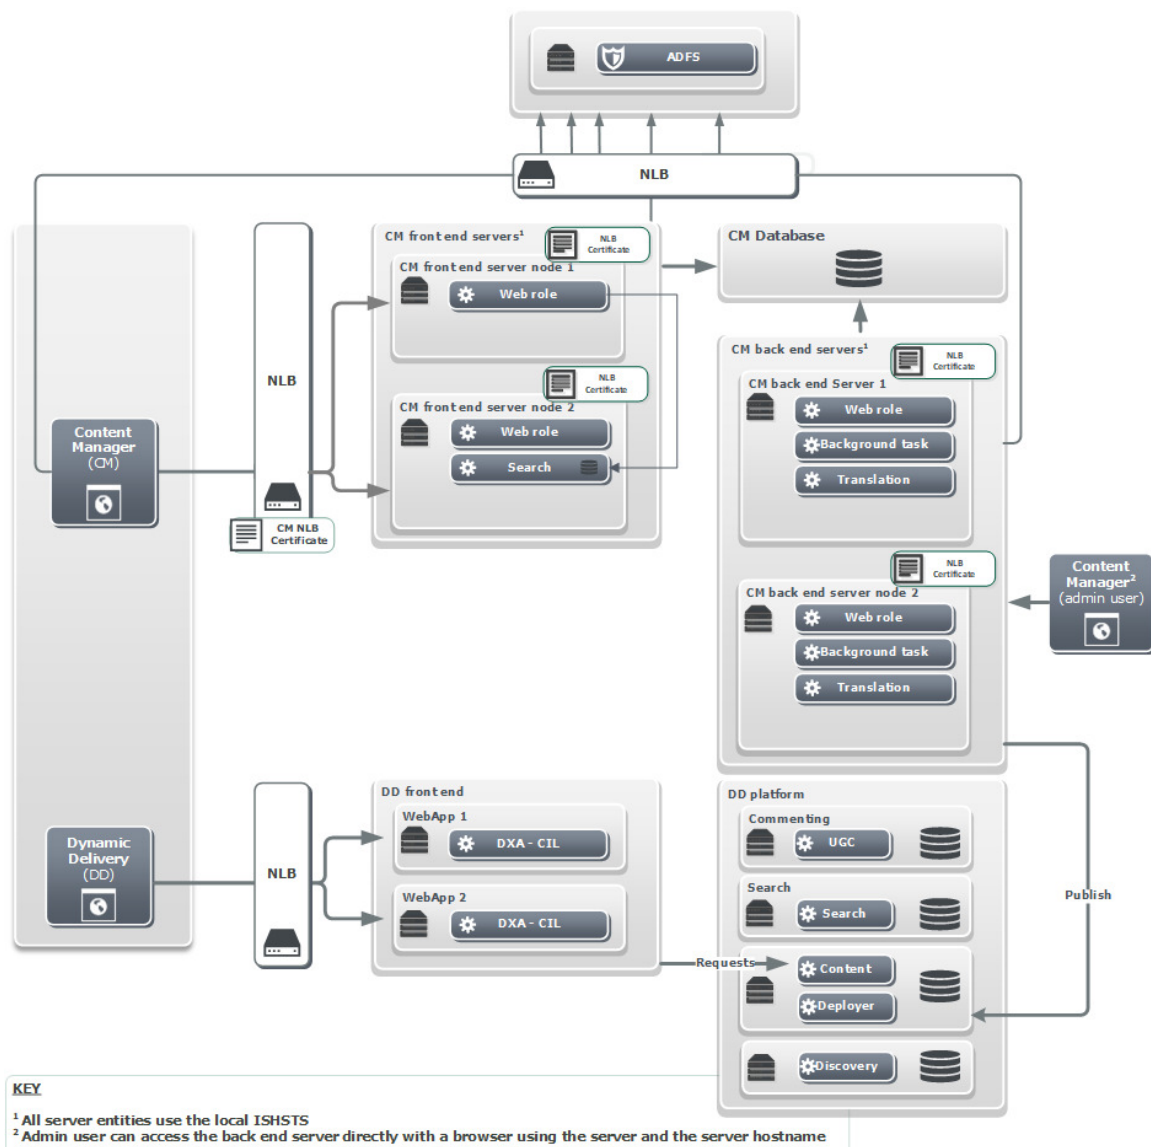 ADFS
NLB
CM front end servers¹
NLB
Certificate
CM front end server node 1
Web role
NLB
Certificate
CM front end server node 2
Web role
Search
CM Database
CM back end servers¹
NLB
Certificate
CM back end Server 1
Web role
Background task
Translation
NLB
Certificate
CM back end server node 2
Web role
Background task
Translation
NLB
CM NLB
Certificate
Content
Manager
(CM)
Content
Manager²
(admin user)
DD front end
WebApp 1
DXA - CIL
WebApp 2
DXA - CIL
NLB
Dynamic
Delivery
(DD)
DD platform
Commenting
UGC
Search
Search
Requests
Content
Deployer
Discovery
Publish
KEY
¹ All server entities use the local ISHSTS
² Admin user can access the back end server directly with a browser using the server and the server hostname